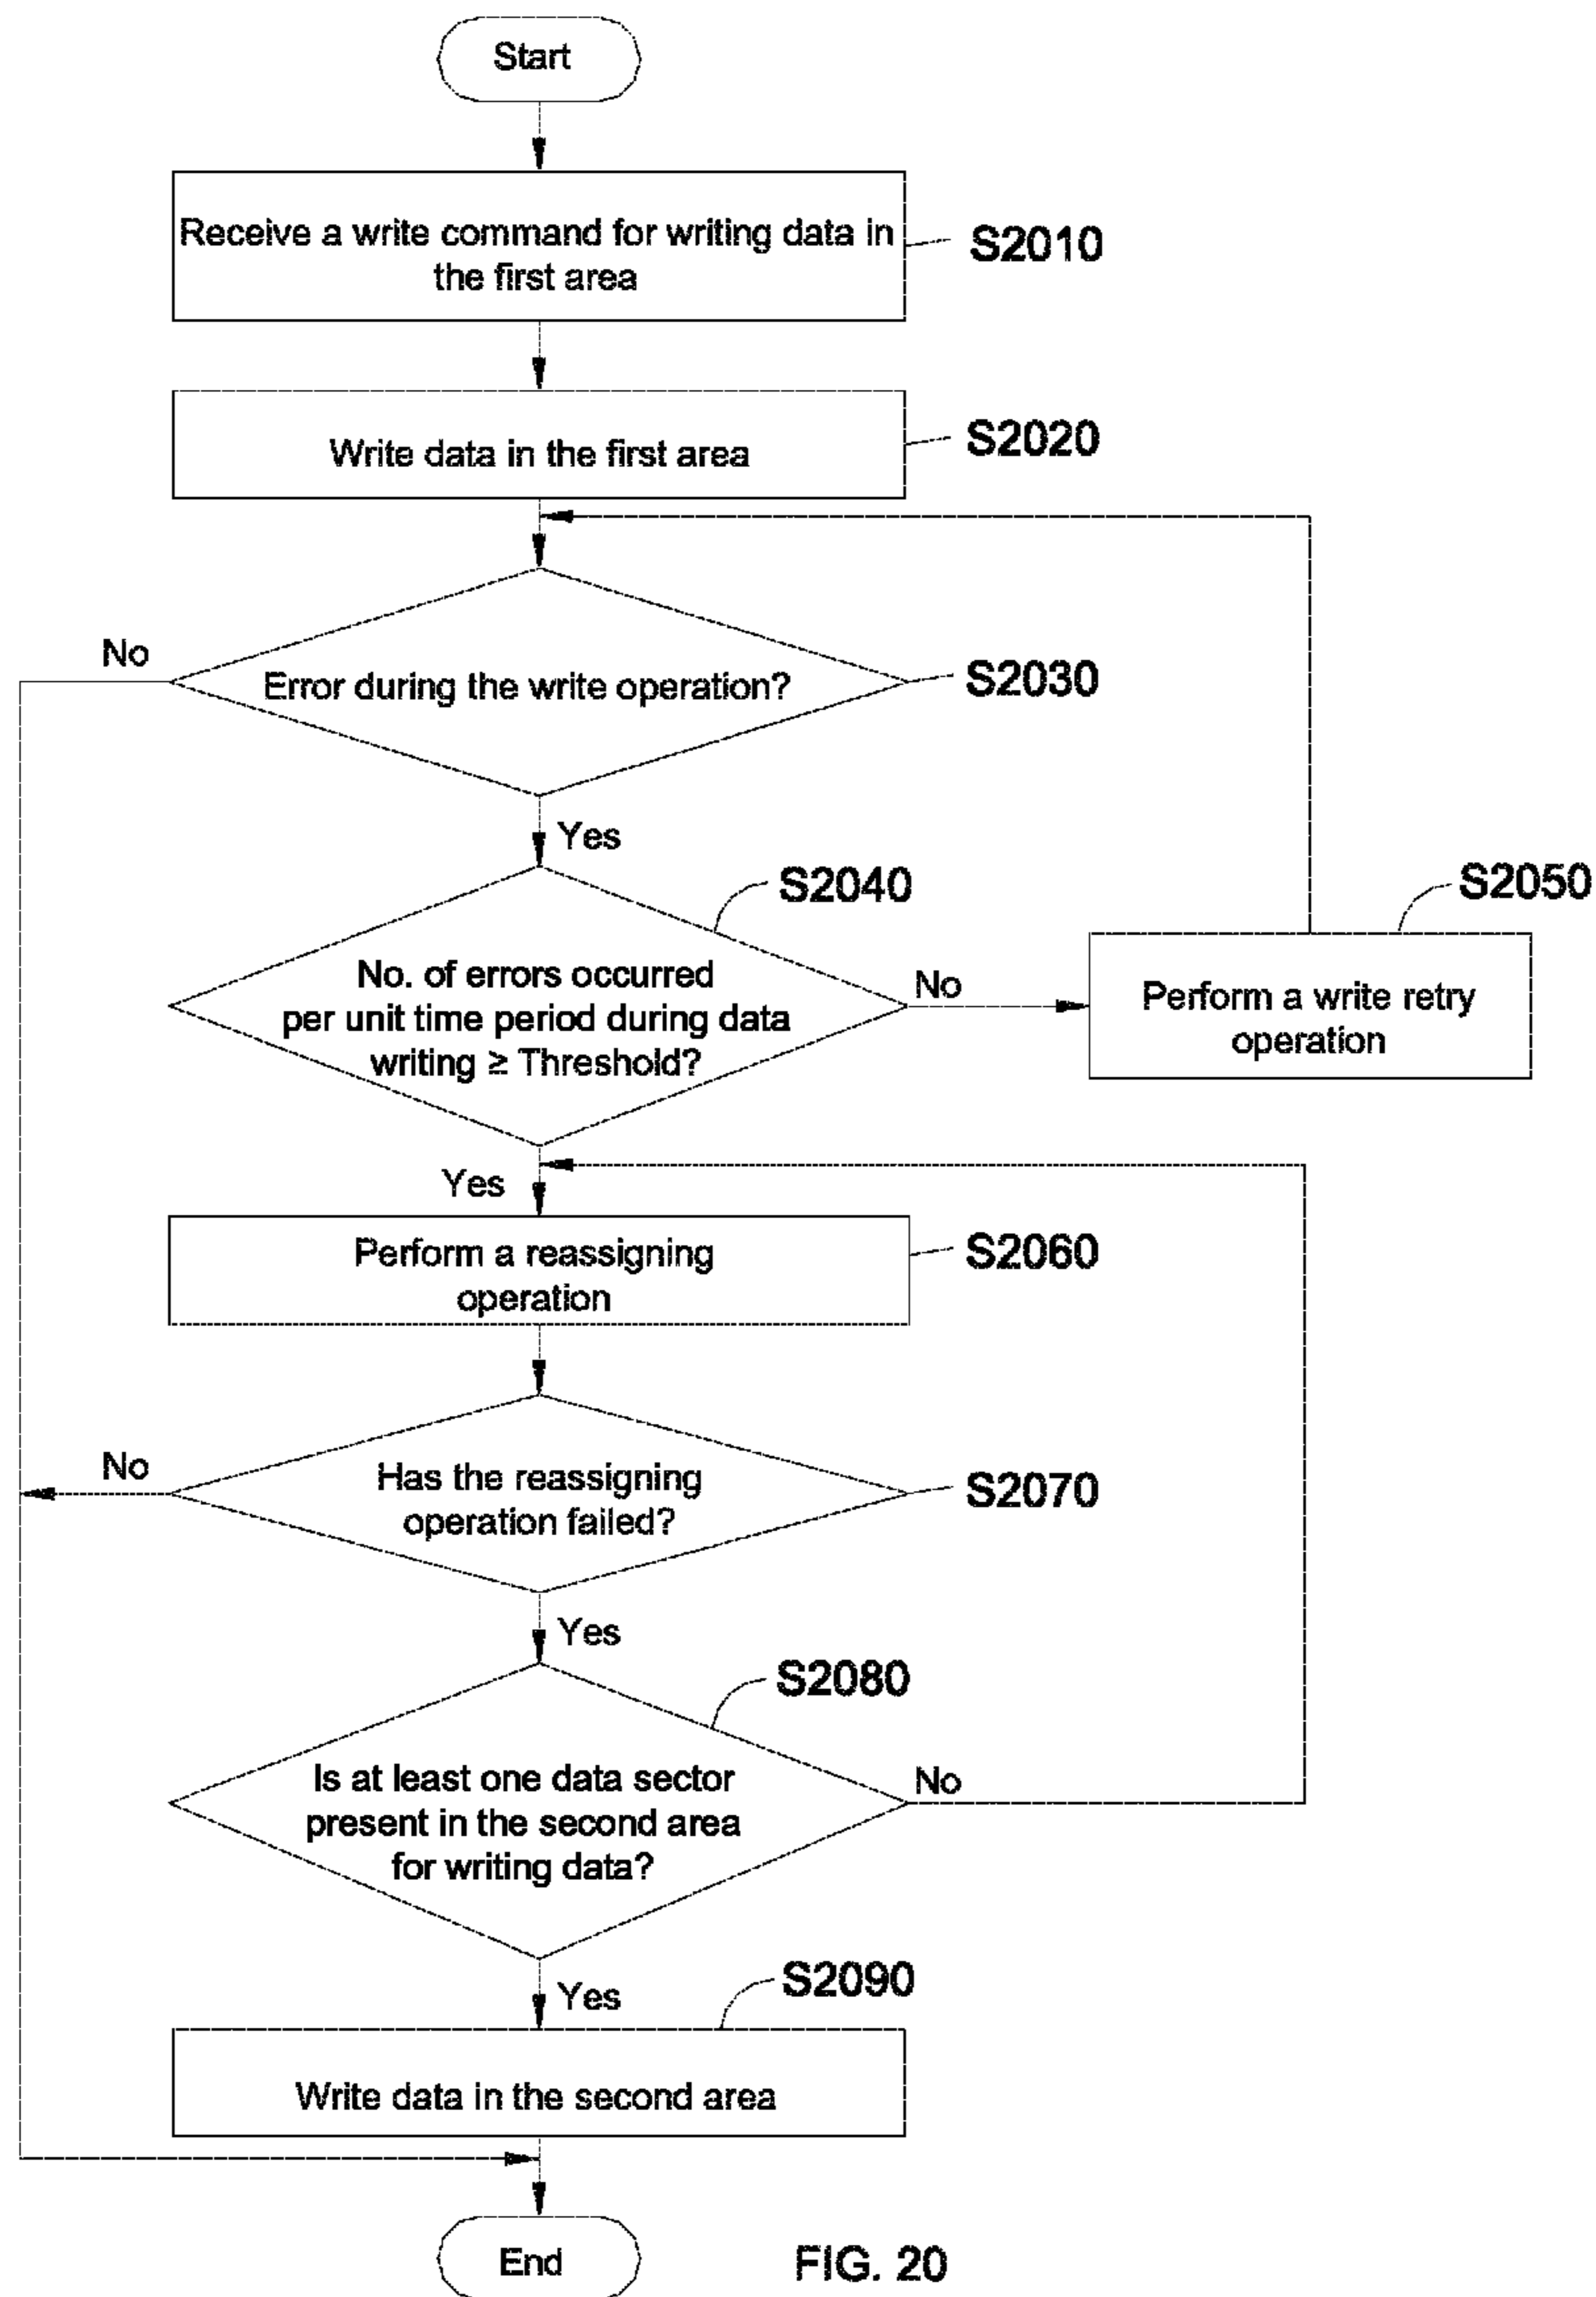 Start
Receive a write command for writing data in
the first area
S2010
Write data in the first area
S2020
No
Error during the write operation?
S2030
Yes
S2040
S2050
No. of errors occurred
per unit time period during data
writing ≥ Threshold?
No
Perform a write retry
operation
Yes
Perform a reassigning
operation
S2060
No
Has the reassigning
operation failed?
S2070
Yes
S2080
Is at least one data sector
present in the second area
for writing data?
No
Yes
S2090
Write data in the second area
End
FIG. 20